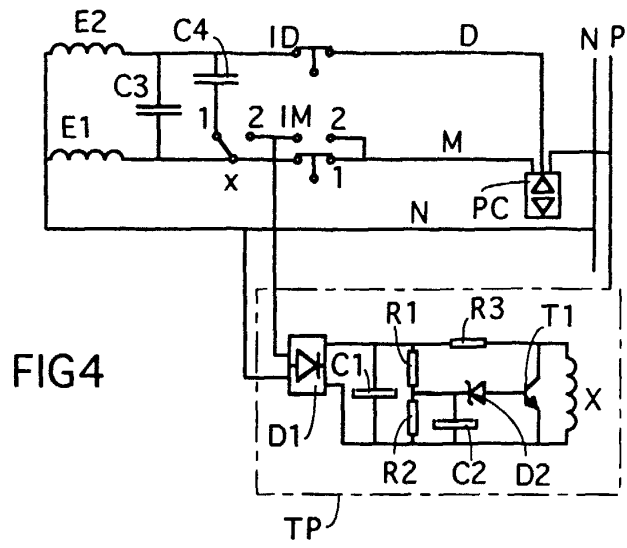 E2
C4
ID
D
N P
C3
E1
1
2 IM 2
x
1
M
PC
N
FIG4
R1
R3
T1
C1
X
D1
R2
C2
D2
TP